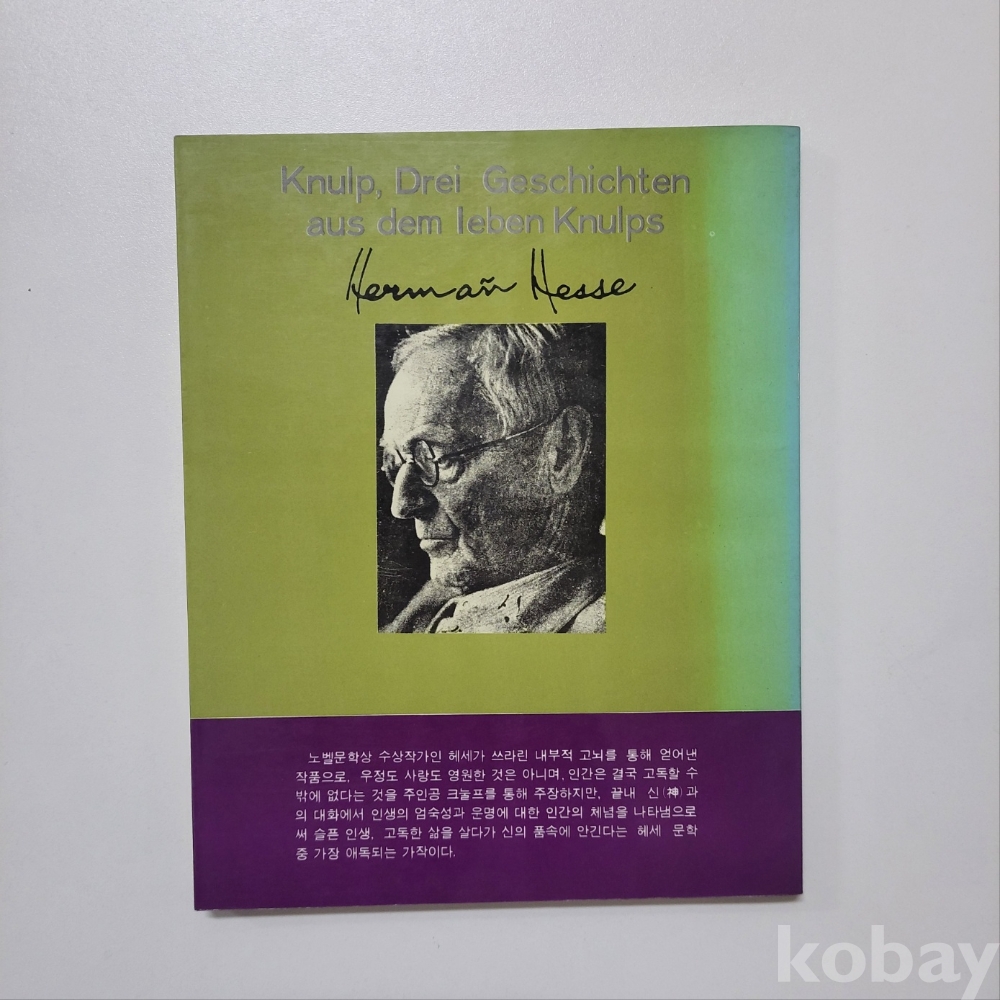 Knulp, Drei Geschichten
aus dem leben Knulps
Hermañ Hesse
노벨문학상 수상작가인 헤세가 쓰라린 내부적 고뇌를 통해 얻어낸
작품으로, 우정도 사랑도 영원한 것은 아니며, 인간은 결국 고독할 수
밖에 없다는 것을 주인공 크눌프를 통해 주장하지만, 끝내 신(神)과
의 대화에서 인생의 엄숙성과 운명에 대한 인간의 체념을 나타냄으로
써 슬픈 인생, 고독한 삶을 살다가 신의 품속에 안긴다는 헤세 문학
중 가장 애독되는 가작이다.
kobay